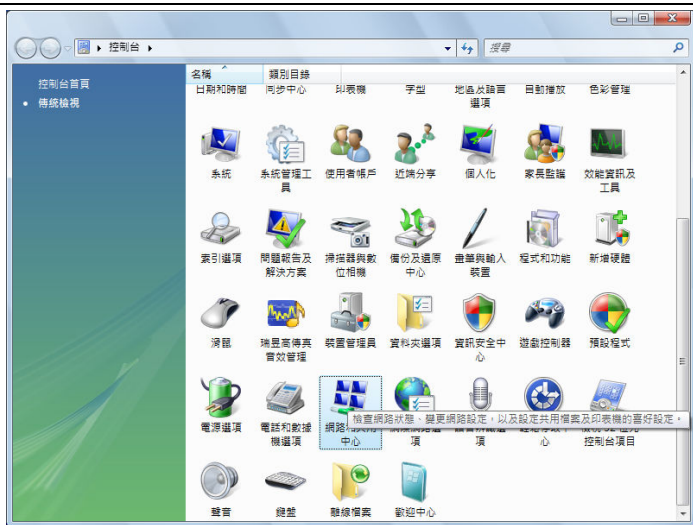 控制台
搜尋
控制台首頁
傳統檢視
名稱 類別目錄
日期和時間 同步中心 印表機 字型 地區及語言選項 自動播放 色彩管理
系統 系統管理工具 使用者帳戶 近端分享 個人化 家長監護 效能資訊及工具
索引選項 問題報告及解決方案 掃描器與數位相機 備份及還原中心 畫筆與輸入裝置 程式和功能 新增硬體
滑鼠 瑞昱高傳真音效管理 裝置管理員 資料夾選項 資訊安全中心 遊戲控制器 預設程式
檢查網路狀態、變更網路設定，以及設定共用檔案及印表機的喜好設定。
電源選項 電話和數據機選項 中心 項 項 心 控制台項目
聲音 鍵盤 離線檔案 歡迎中心